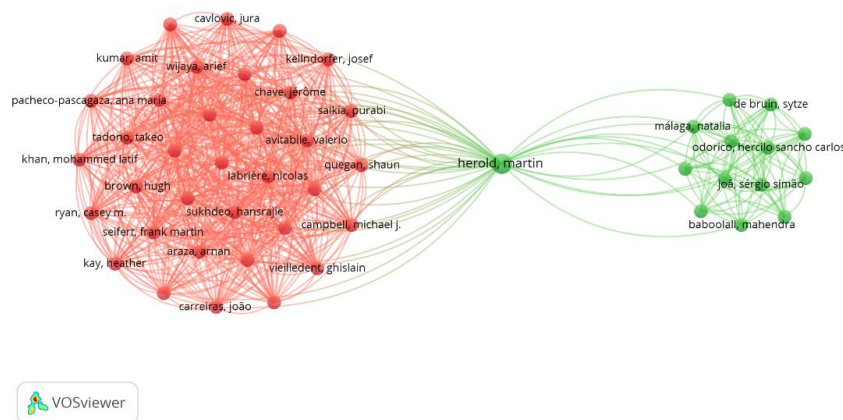 cavlovic, jura
kumar, amit
kellndorfer, josef
wijaya, arief
chave, jérôme
pacheco-pascagaza, ana maría
saikia, purabi
tadono, takeo
avitabile, valerio
khan, mohammed latif
quegan, shaun
labrière, nicolas
brown, hugh
ryan, casey m.
sukhdeo, hansrajie
campbell, michael j.
seifert, frank martin
araza, arnan
kay, heather
vieilledent, ghislain
carreiras, joão
herold, martin
de bruin, sytze
málaga, natalia
odorico, hercilo sancho carlos
joã, sérgio simão
baboolall, mahendra
VOSviewer